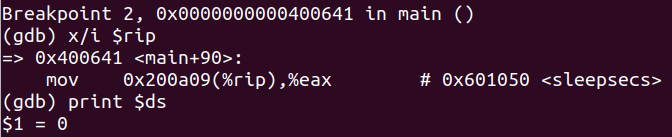 Breakpoint 2, 0x0000000000400641 in main ()
(gdb) x/i $rip
=> 0x400641 <main+90>:
    mov    0x200a09(%rip),%eax        # 0x601050 <sleepsecs>
(gdb) print $ds
$1 = 0